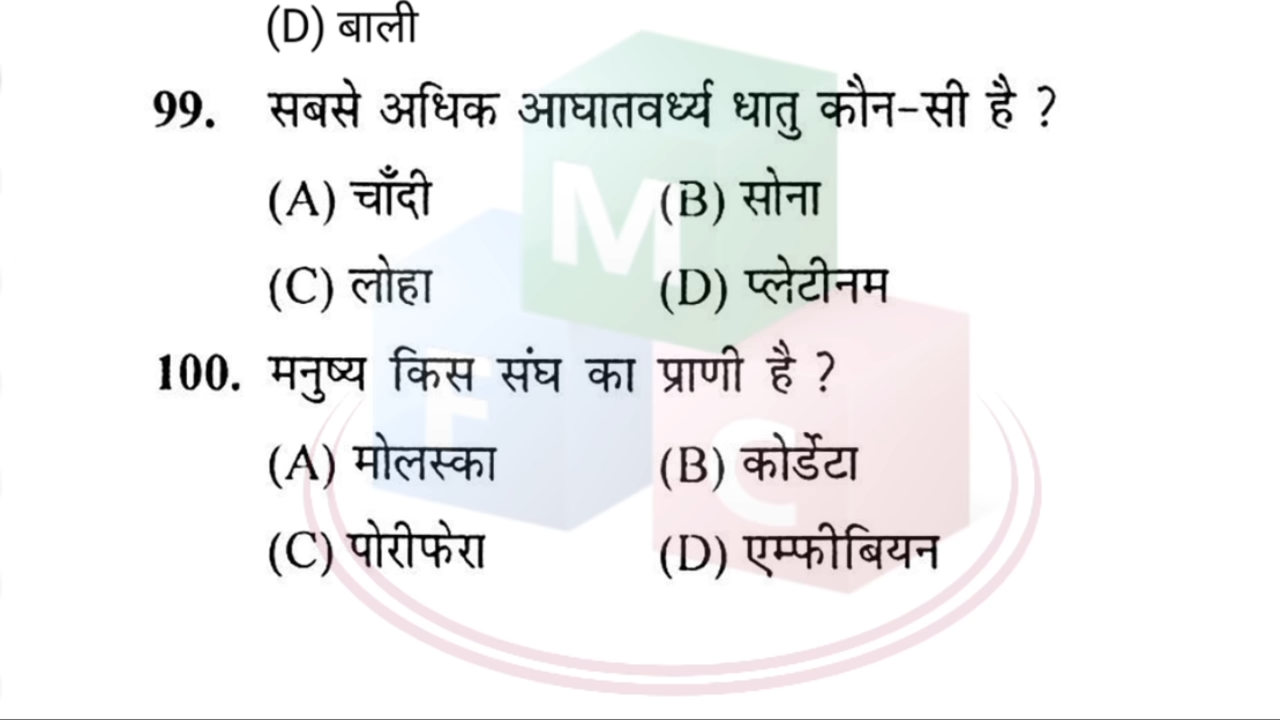 (D) बाली
99. सबसे अधिक आघातवर्ध्य धातु कौन-सी है ?
(A) चाँदी (B) सोना
(C) लोहा (D) प्लेटीनम
100. मनुष्य किस संघ का प्राणी है ?
(A) मोलस्का (B) कोर्डेटा
(C) पोरीफेरा (D) एम्फीबियन
M
F
C